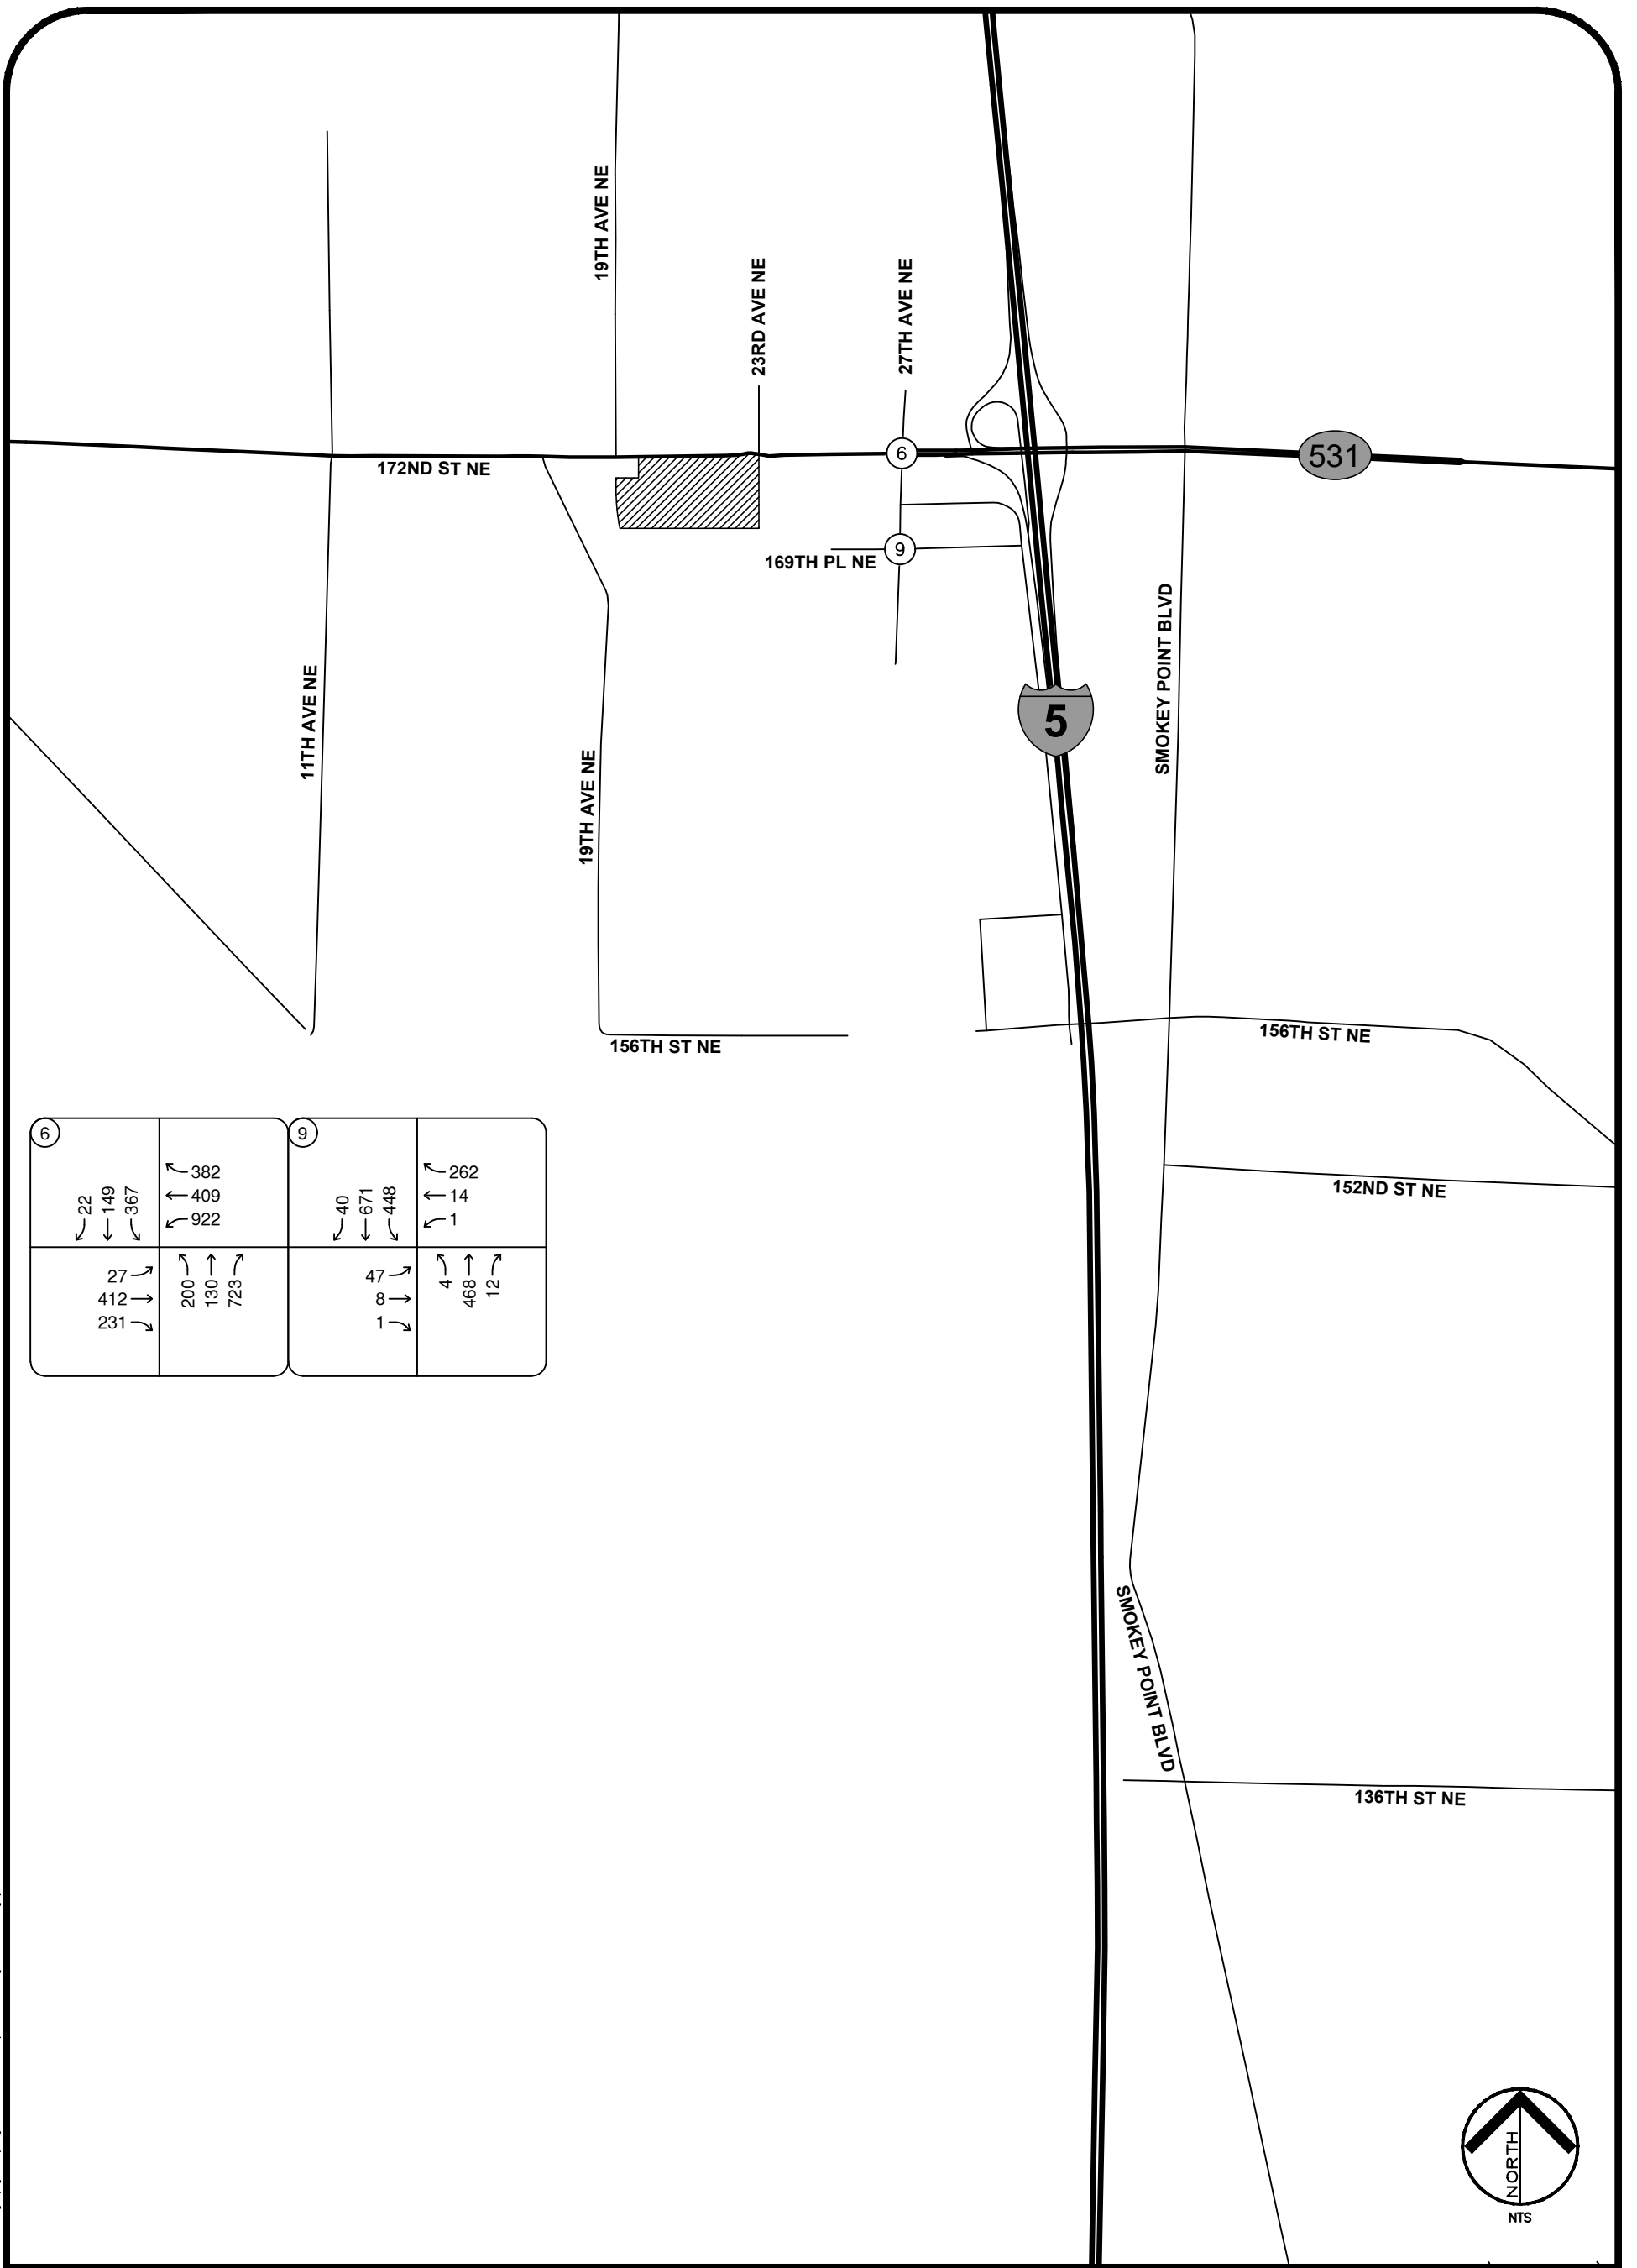 19TH AVE NE
23RD AVE NE
27TH AVE NE
6
531
172ND ST NE
9
169TH PL NE
SMOKEY POINT BLVD
11TH AVE NE
5
19TH AVE NE
156TH ST NE
156TH ST NE
6
22
149
367
382
409
922
27
412
231
200
130
723
9
40
671
448
262
14
1
47
8
1
4
468
12
152ND ST NE
SMOKEY POINT BLVD
136TH ST NE
NORTH
NTS